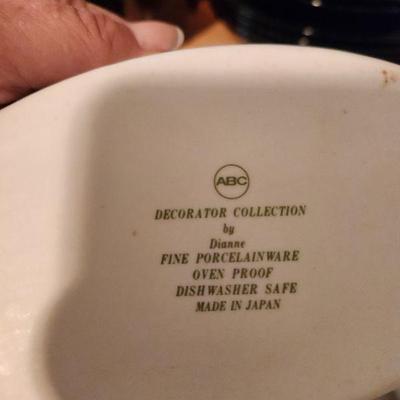 ABC
DECORATOR COLLECTION
by
Dianne
FINE PORCELAINWARE
OVEN PROOF
DISHWASHER SAFE
MADE IN JAPAN